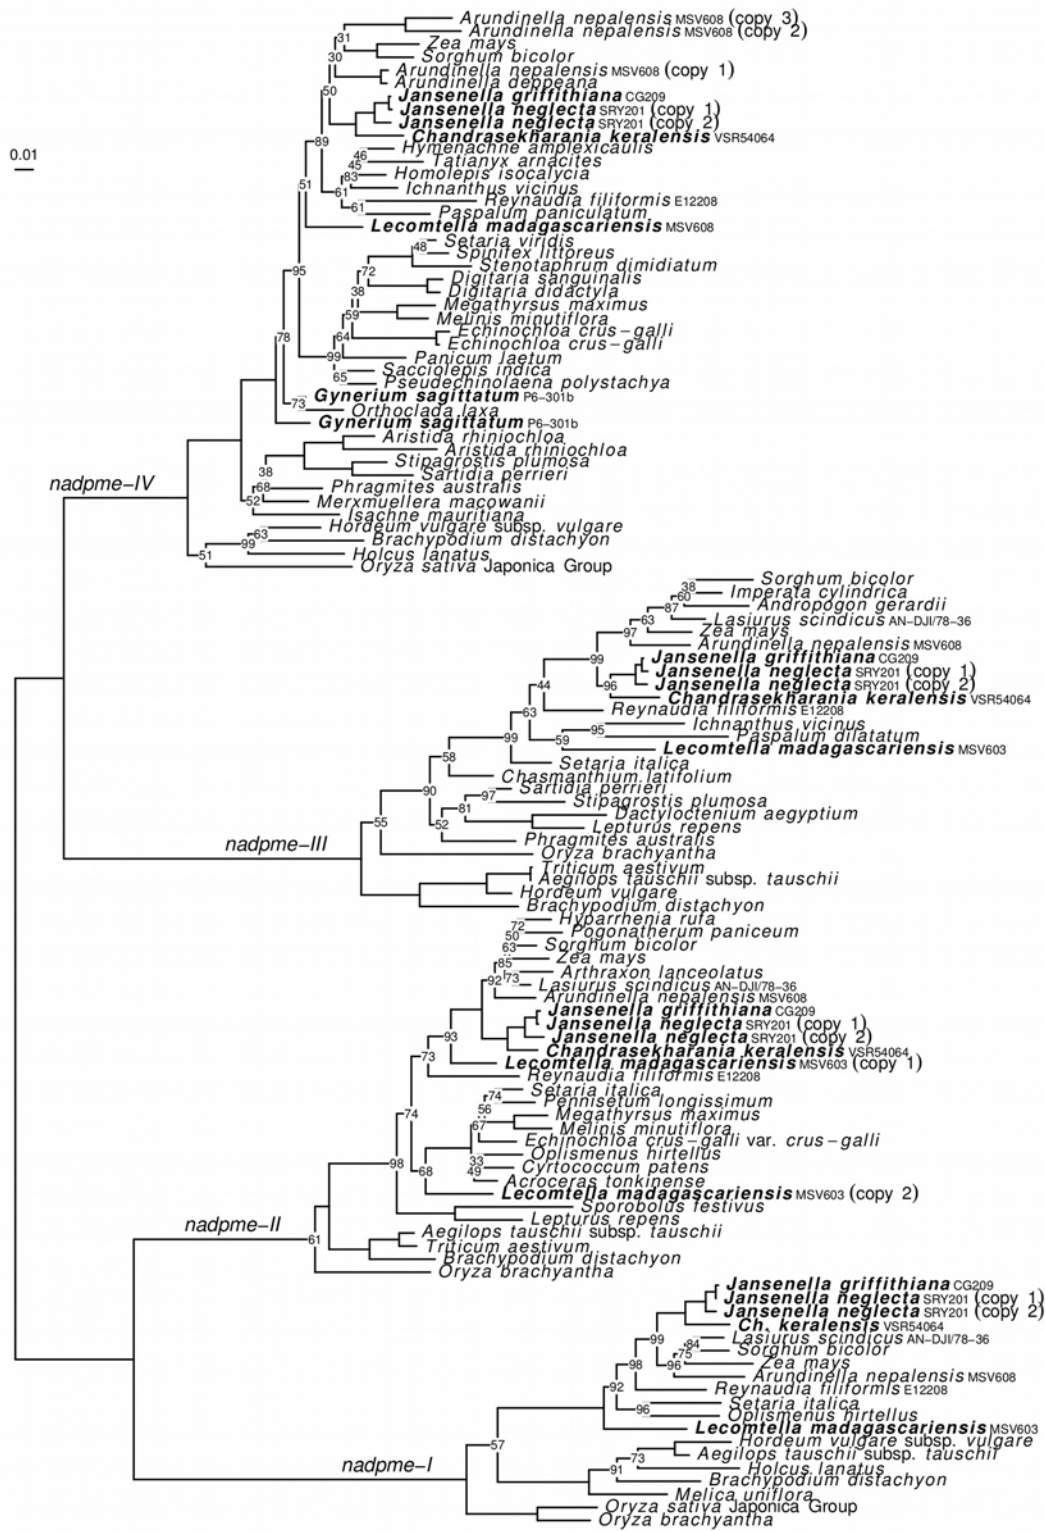 Arundinella nepalensis MSV608 (copy 3)
31
Arundinella nepalensis MSV608 (copy 2)
Zea mays
30
Sorghum bicolor
Arundinella nepalensis MSV608 (copy 1)
Arundinella deppeana
50
Jansenella griffithiana CG209
Jansenella neglecta SRY201 (copy 1)
Jansenella neglecta SRY201 (copy 2)
89
Chandrasekharania keralensis VSR54064
0.01
46
Hymenachne amplexicaulis
45
Tatianyx arnacites
83
Homolepis isocalycia
51
61
Ichnanthus vicinus
Reynaudia filiformis E12208
61
Paspalum paniculatum
Lecomtella madagascariensis MSV608
48
Setaria viridis
Spinifex littoreus
95
72
Stenotaphrum dimidiatum
Digitaria sanguinalis
38
Digitaria didactyla
59
Megathyrsus maximus
Melinis minutiflora
78
64
Echinochloa crus−galli
Echinochloa crus−galli
99
Panicum laetum
65
Sacciolepis indica
Pseudechinolaena polystachya
73
Gynerium sagittatum P6−301b
Orthoclada laxa
Gynerium sagittatum P6−301b
Aristida rhiniochloa
Aristida rhiniochloa
38
Stipagrostis plumosa
Sartidia perrieri
nadpme−IV
68
Phragmites australis
52
Merxmuellera macowanii
Isachne mauritiana
63
Hordeum vulgare subsp. vulgare
99
Brachypodium distachyon
51
Holcus lanatus
Oryza sativa Japonica Group
38
Sorghum bicolor
60
Imperata cylindrica
87
Andropogon gerardii
63
Lasiurus scindicus AN−DJI/78−36
97
Zea mays
Arundinella nepalensis MSV608
99
Jansenella griffithiana CG209
Jansenella neglecta SRY201 (copy 1)
96
Jansenella neglecta SRY201 (copy 2)
44
Chandrasekharania keralensis VSR54064
63
Reynaudia filiformis E12208
95
Ichnanthus vicinus
99
59
Paspalum dilatatum
Lecomtella madagascariensis MSV603
58
Setaria italica
Chasmanthium latifolium
90
97
Sartidia perrieri
81
Stipagrostis plumosa
55
52
Dactyloctenium aegyptium
Lepturus repens
Phragmites australis
nadpme−III
Oryza brachyantha
Triticum aestivum
Aegilops tauschii subsp. tauschii
Hordeum vulgare
Brachypodium distachyon
72
Hyparrhenia rufa
50
Pogonatherum paniceum
63
Sorghum bicolor
85
Zea mays
92
73
Arthraxon lanceolatus
Lasiurus scindicus AN−DJI/78−36
Arundinella nepalensis MSV608
Jansenella griffithiana CG209
Jansenella neglecta SRY201 (copy 1)
93
Jansenella neglecta SRY201 (copy 2)
Chandrasekharania keralensis VSR54064
73
Lecomtella madagascariensis MSV603 (copy 1)
Reynaudia filiformis E12208
74
Setaria italica
56
Pennisetum longissimum
74
67
Megathyrsus maximus
Melinis minutiflora
Echinochloa crus−galli var. crus−galli
98
33
Oplismenus hirtellus
68
49
Cyrtococcum patens
Acroceras tonkinense
Lecomtella madagascariensis MSV603 (copy 2)
Sporobolus festivus
Lepturus repens
nadpme−II
61
Aegilops tauschii subsp. tauschii
Triticum aestivum
Brachypodium distachyon
Oryza brachyantha
Jansenella griffithiana CG209
Jansenella neglecta SRY201 (copy 1)
Jansenella neglecta SRY201 (copy 2)
Ch. keralensis VSR54064
99
84
Lasiurus scindicus AN−DJI/78−36
75
Sorghum bicolor
98
96
Zea mays
Arundinella nepalensis MSV608
92
Reynaudia filiformis E12208
96
Setaria italica
Oplismenus hirtellus
Lecomtella madagascariensis MSV603
57
Hordeum vulgare subsp. vulgare
73
Aegilops tauschii subsp. tauschii
nadpme−I
91
Holcus lanatus
Brachypodium distachyon
Melica uniflora
Oryza sativa Japonica Group
Oryza brachyantha